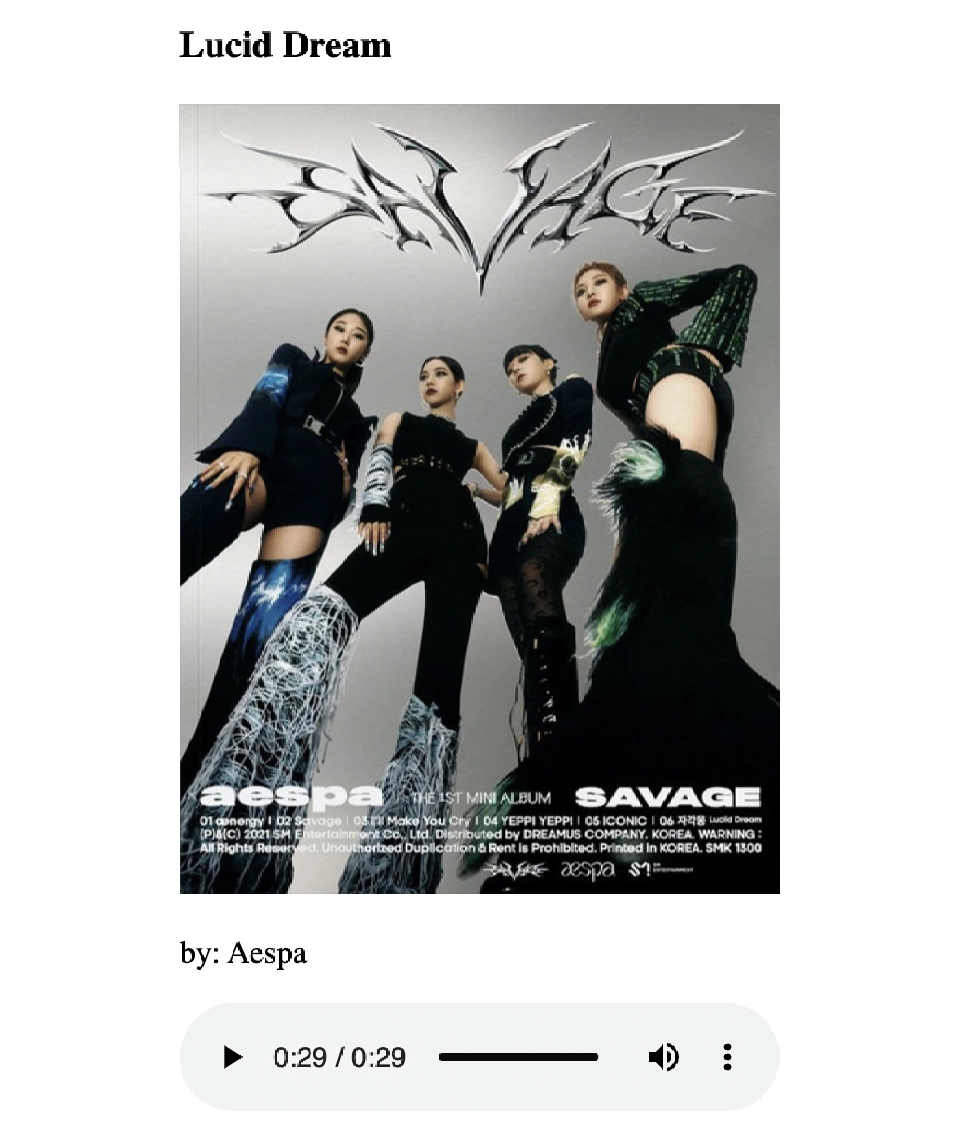 Lucid Dream
SAVAGE
aespa THE 1ST MINI ALBUM SAVAGE
01 ænergy | 02 Savage | 03 I'll Make You Cry | 04 YEPPI YEPPI | 05 ICONIC | 06 자각몽 Lucid Dream
(P)&(C) 2021 SM Entertainment Co., Ltd. Distributed by DREAMUS COMPANY. KOREA. WARNING :
All Rights Reserved. Unauthorized Duplication & Rent is Prohibited. Printed in KOREA. SMK 1300
SAVAGE aespa SM ENTERTAINMENT
by: Aespa
0:29 / 0:29